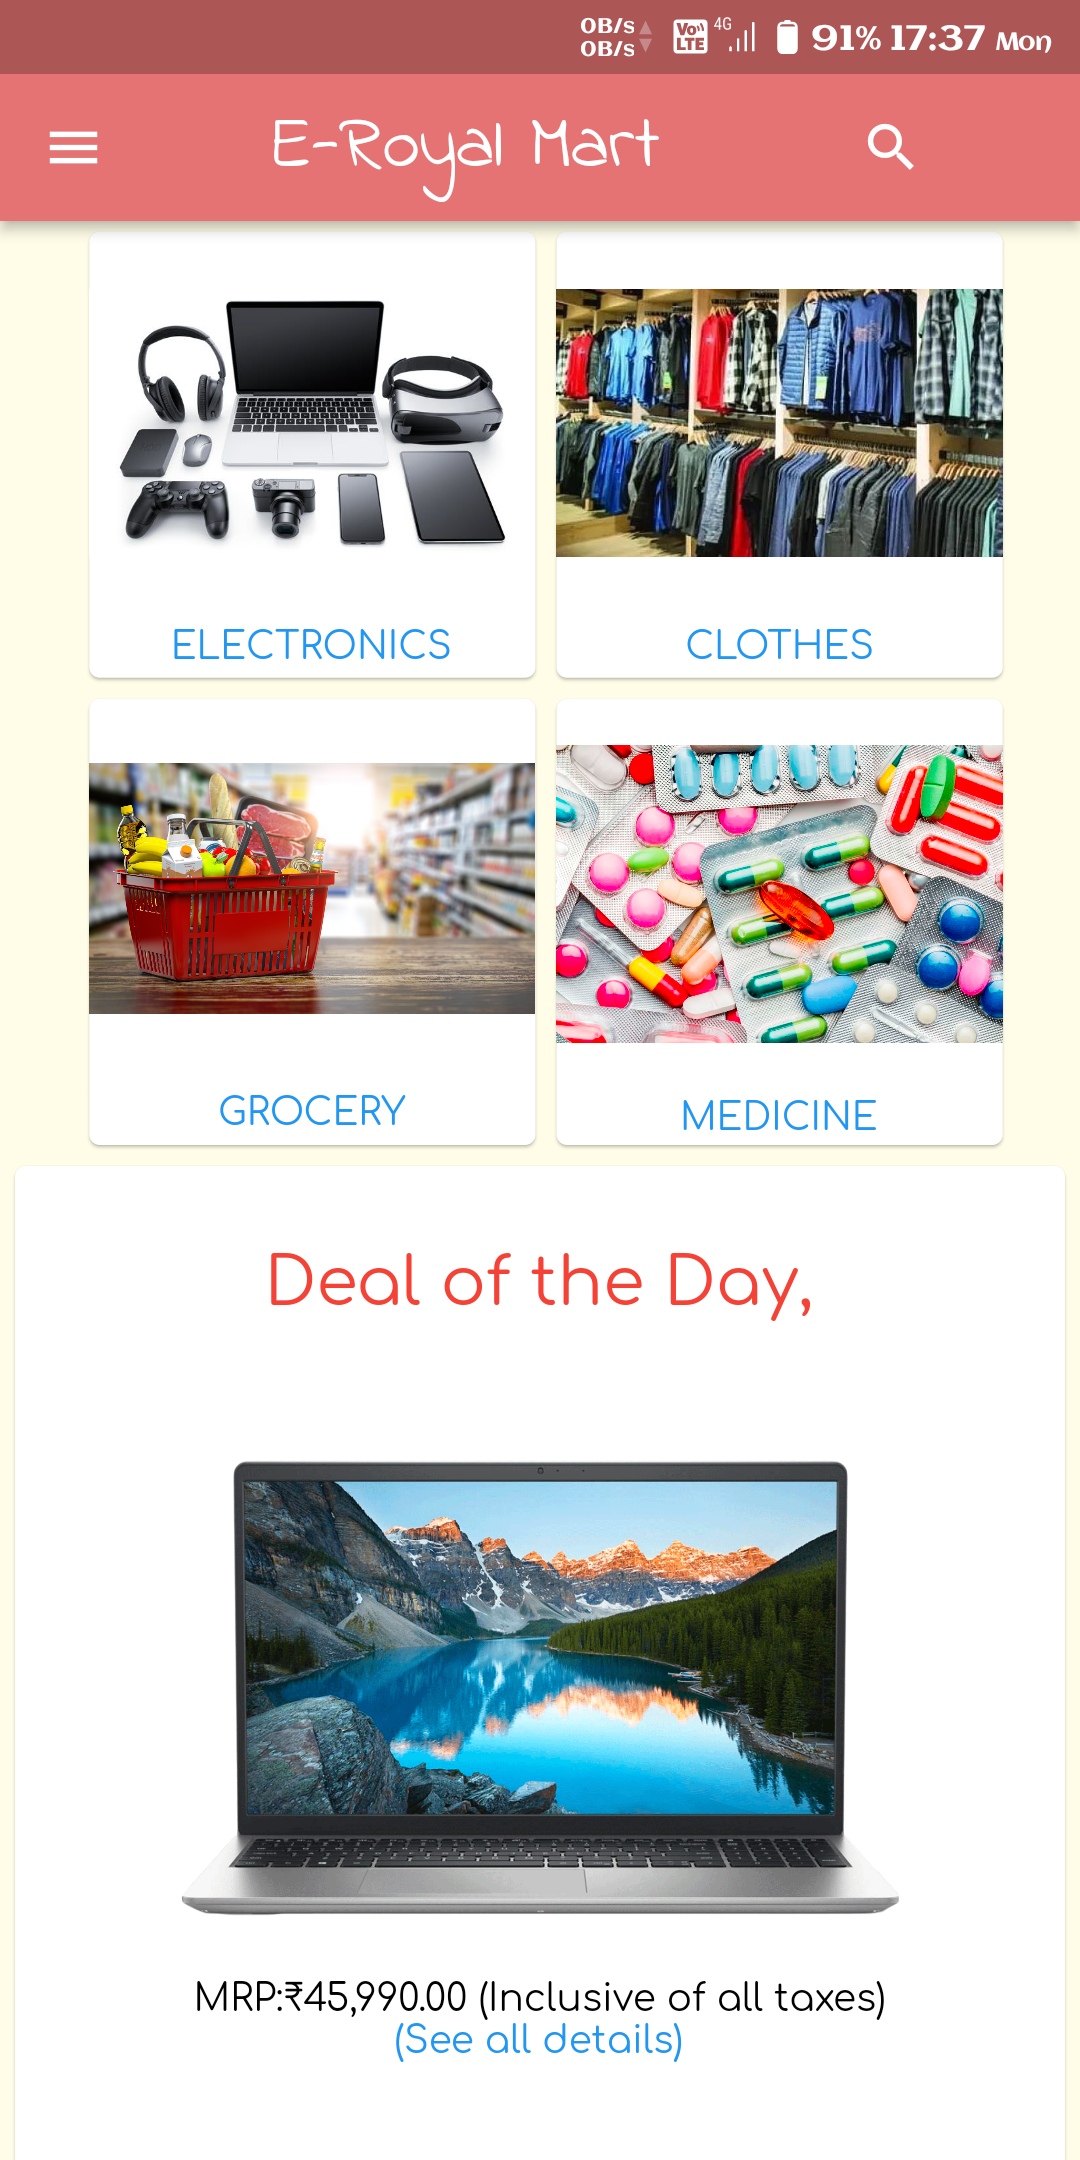 0B/s
0B/s
Vo))
LTE
4G
91% 17:37 Mon
E-Royal Mart
ELECTRONICS
CLOTHES
GROCERY
MEDICINE
Deal of the Day,
MRP:₹45,990.00 (Inclusive of all taxes)
(See all details)